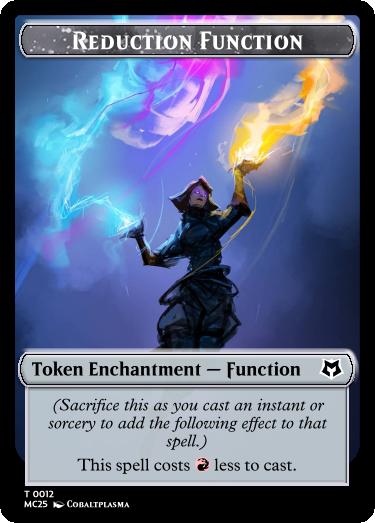 Reduction Function
Token Enchantment — Function
(Sacrifice this as you cast an instant or
sorcery to add the following effect to that
spell.)
This spell costs less to cast.
T 0012
MC25 Cobaltplasma